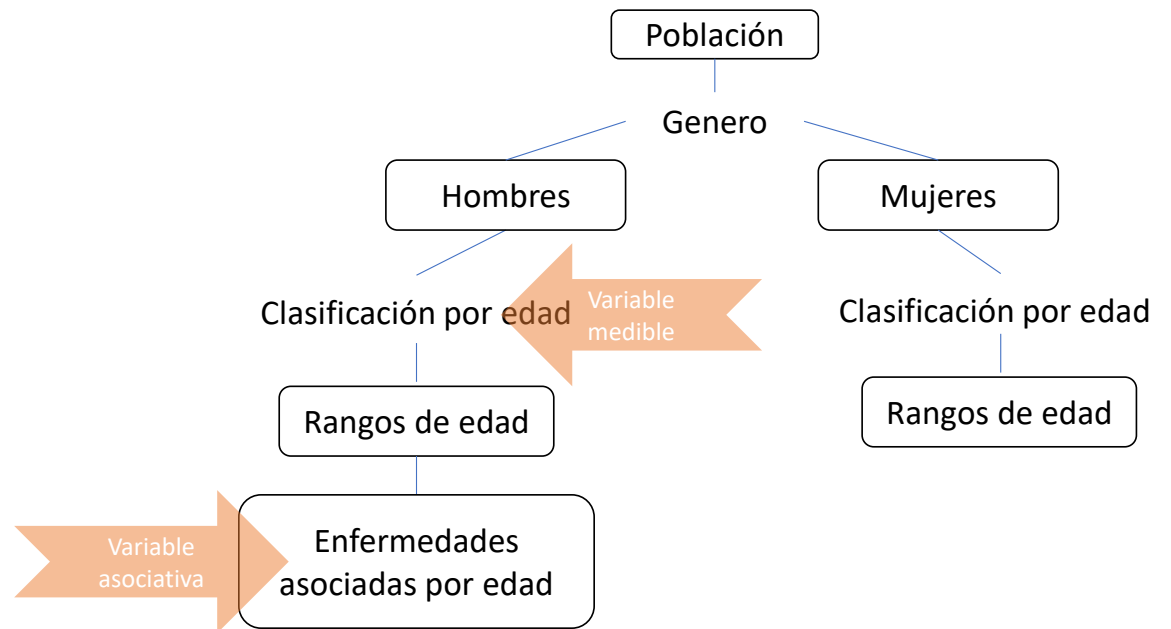 Población
Genero
Hombres
Mujeres
Clasificación por edad
Variable
medible
Clasificación por edad
Rangos de edad
Rangos de edad
Variable
asociativa
Enfermedades
asociadas por edad